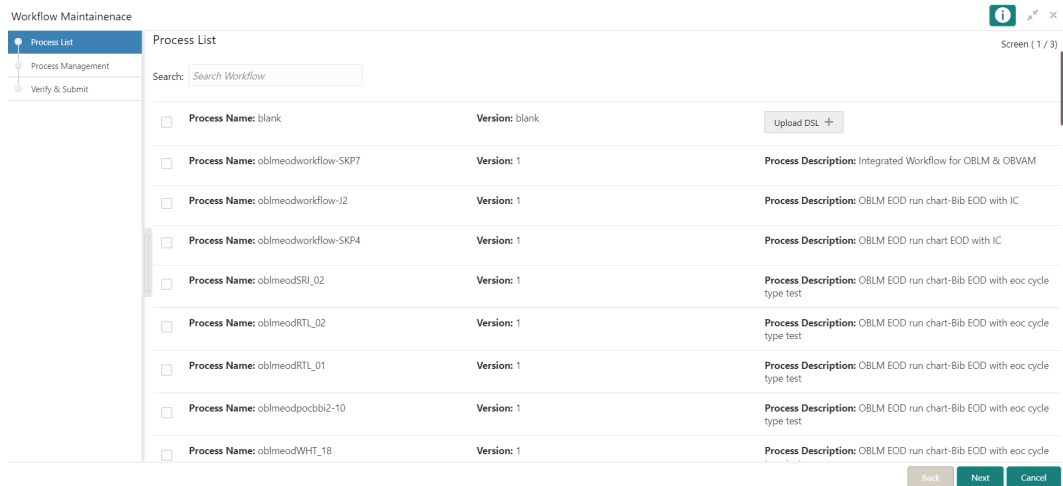 Workflow Maintainenace
Process List
Process Management
Verify & Submit
Process List
Screen ( 1 / 3)
Search: Search Workflow
Process Name: blank Version: blank Upload DSL +
Process Name: oblmeodworkflow-SKP7 Version: 1 Process Description: Integrated Workflow for OBLM & OBVAM
Process Name: oblmeodworkflow-J2 Version: 1 Process Description: OBLM EOD run chart-Bib EOD with IC
Process Name: oblmeodworkflow-SKP4 Version: 1 Process Description: OBLM EOD run chart EOD with IC
Process Name: oblmeodSRI_02 Version: 1 Process Description: OBLM EOD run chart-Bib EOD with eoc cycle
type test
Process Name: oblmeodRTL_02 Version: 1 Process Description: OBLM EOD run chart-Bib EOD with eoc cycle
type test
Process Name: oblmeodRTL_01 Version: 1 Process Description: OBLM EOD run chart-Bib EOD with eoc cycle
type test
Process Name: oblmeodpocbbi2-10 Version: 1 Process Description: OBLM EOD run chart-Bib EOD with eoc cycle
type test
Process Name: oblmeodWHT_18 Version: 1 Process Description: OBLM EOD run chart-Bib EOD with eoc cycle
Back Next Cancel